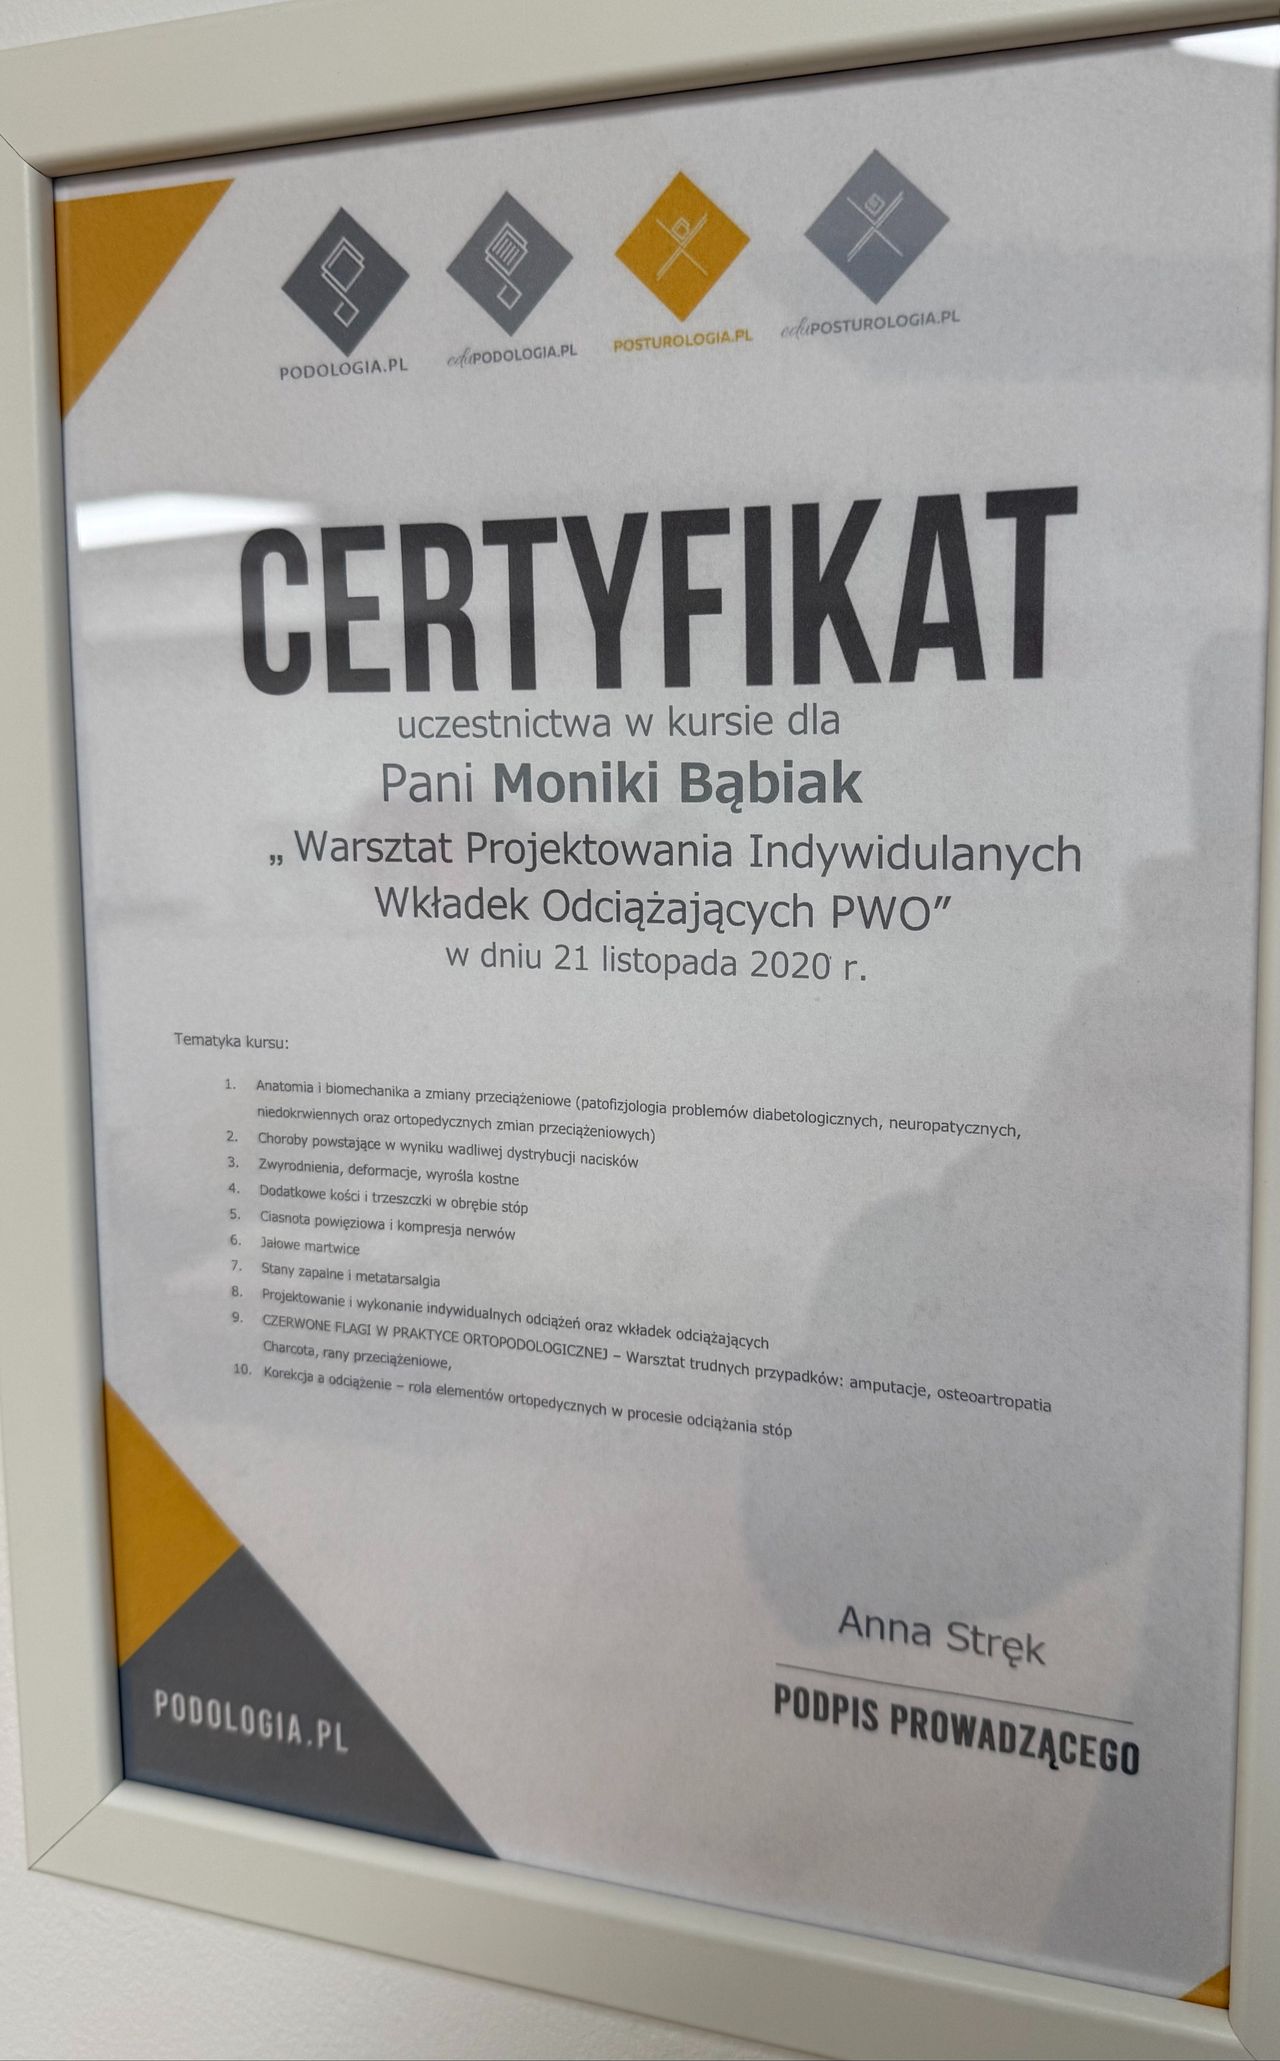 PODOLOGIA.PL
eduPODOLOGIA.PL
POSTUROLOGIA.PL
eduPOSTUROLOGIA.PL
CERTYFIKAT
uczestnictwa w kursie dla
Pani Moniki Bąbiak
„ Warsztat Projektowania Indywidulanych
Wkładek Odciążających PWO”
w dniu 21 listopada 2020 r.
Tematyka kursu:
1. Anatomia i biomechanika a zmiany przeciążeniowe (patofizjologia problemów diabetologicznych, neuropatycznych,
niedokrwiennych oraz ortopedycznych zmian przeciążeniowych)
2. Choroby powstające w wyniku wadliwej dystrybucji nacisków
3. Zwyrodnienia, deformacje, wyrośla kostne
4. Dodatkowe kości i trzeszczki w obrębie stóp
5. Ciasnota powięziowa i kompresja nerwów
6. Jałowe martwice
7. Stany zapalne i metatarsalgia
8. Projektowanie i wykonanie indywidualnych odciążeń oraz wkładek odciążających
9. CZERWONE FLAGI W PRAKTYCE ORTOPODOLOGICZNEJ – Warsztat trudnych przypadków: amputacje, osteoartropatia
Charcota, rany przeciążeniowe,
10. Korekcja a odciążenie – rola elementów ortopedycznych w procesie odciążania stóp
Anna Stręk
PODPIS PROWADZĄCEGO
PODOLOGIA.PL